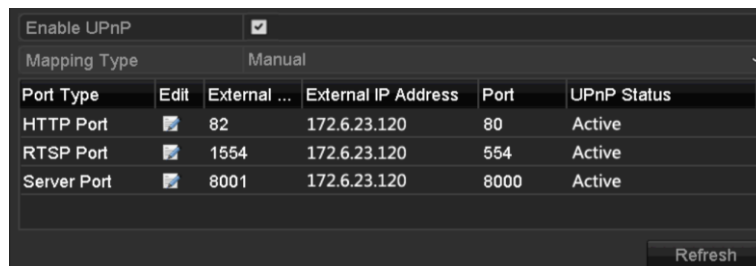 Enable UPnP
Mapping Type Manual
Port Type Edit External ... External IP Address Port UPnP Status
HTTP Port 82 172.6.23.120 80 Active
RTSP Port 1554 172.6.23.120 554 Active
Server Port 8001 172.6.23.120 8000 Active
Refresh